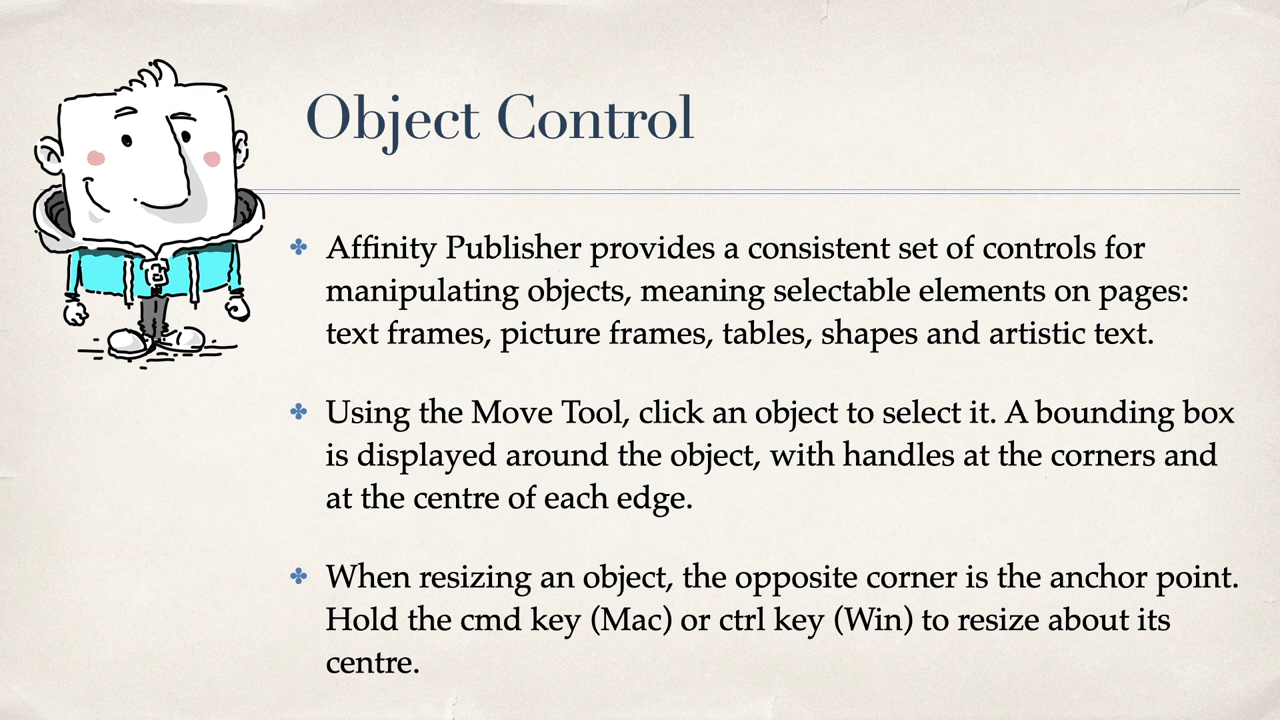 Object Control
Affinity Publisher provides a consistent set of controls for
manipulating objects, meaning selectable elements on pages:
text frames, picture frames, tables, shapes and artistic text.
Using the Move Tool, click an object to select it. A bounding box
is displayed around the object, with handles at the corners and
at the centre of each edge.
When resizing an object, the opposite corner is the anchor point.
Hold the cmd key (Mac) or ctrl key (Win) to resize about its
centre.